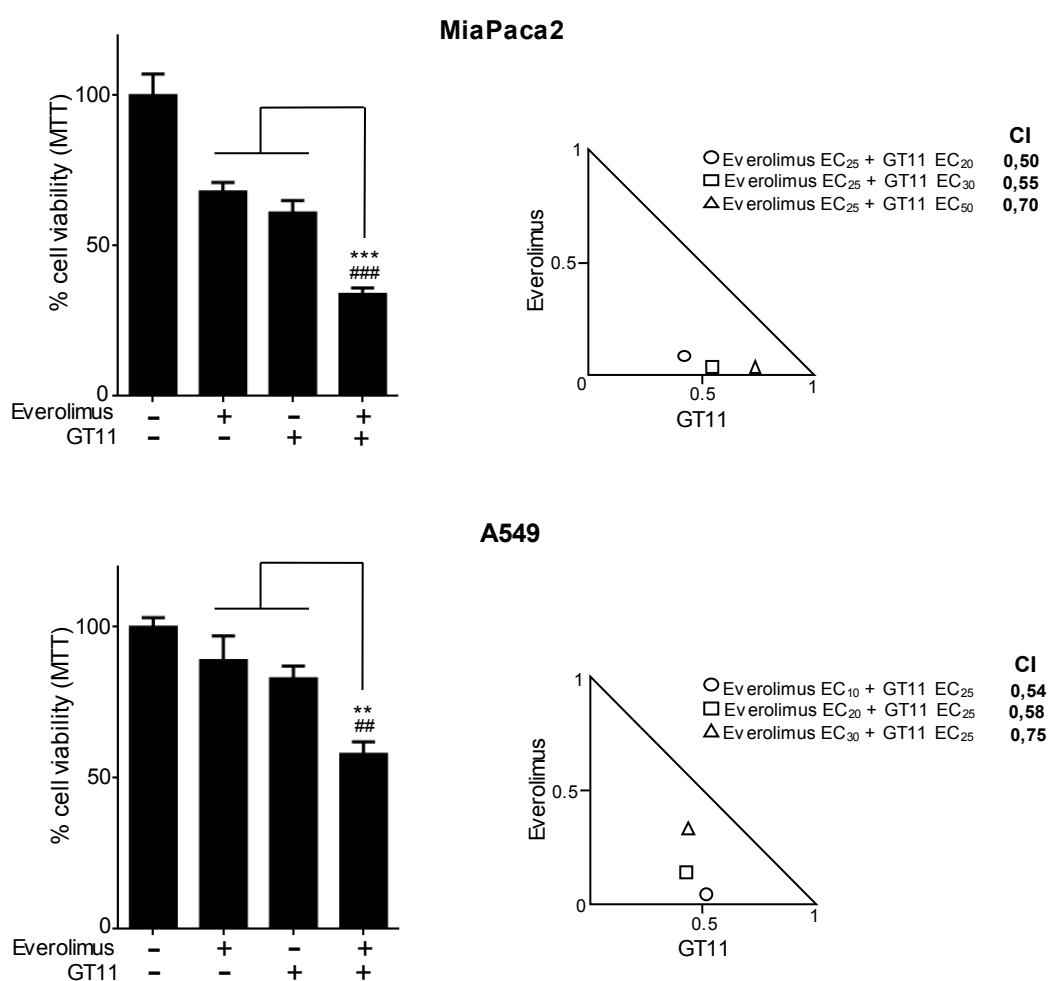 MiaPaca2
% cell viability (MTT)
100
50
0
***
###
Everolimus - + - +
GT11 - - + +
CI
Everolimus EC25 + GT11 EC20 0,50
Everolimus EC25 + GT11 EC30 0,55
Everolimus EC25 + GT11 EC50 0,70
Everolimus
1
0.5
0
0.5
1
GT11
A549
% cell viability (MTT)
100
50
0
**
##
Everolimus - + - +
GT11 - - + +
CI
Everolimus EC10 + GT11 EC25 0,54
Everolimus EC20 + GT11 EC25 0,58
Everolimus EC30 + GT11 EC25 0,75
Everolimus
1
0.5
0
0.5
1
GT11